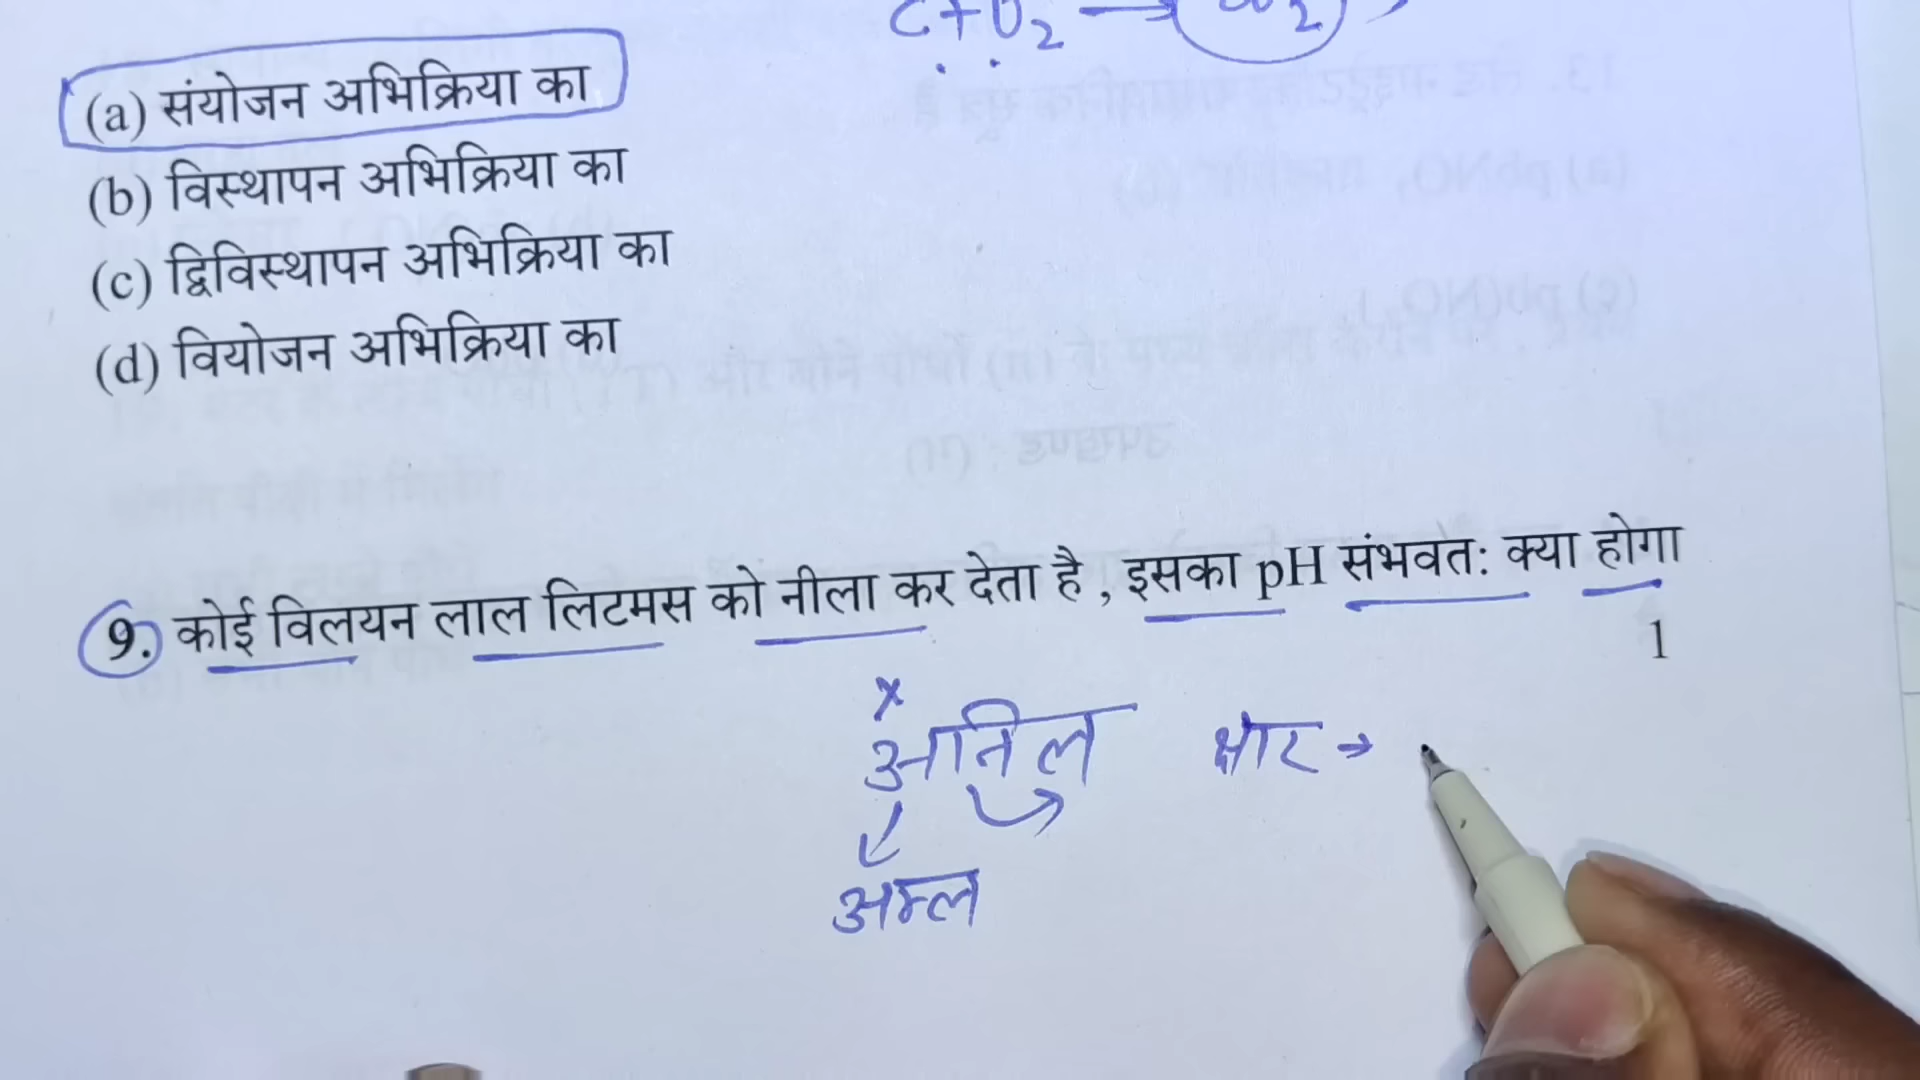 C+O₂ →
(a) संयोजन अभिक्रिया का
(b) विस्थापन अभिक्रिया का
(c) द्विविस्थापन अभिक्रिया का
(d) वियोजन अभिक्रिया का
9. कोई विलयन लाल लिटमस को नीला कर देता है , इसका pH संभवत: क्या होगा
1
x
अनिल क्षार →
अम्ल